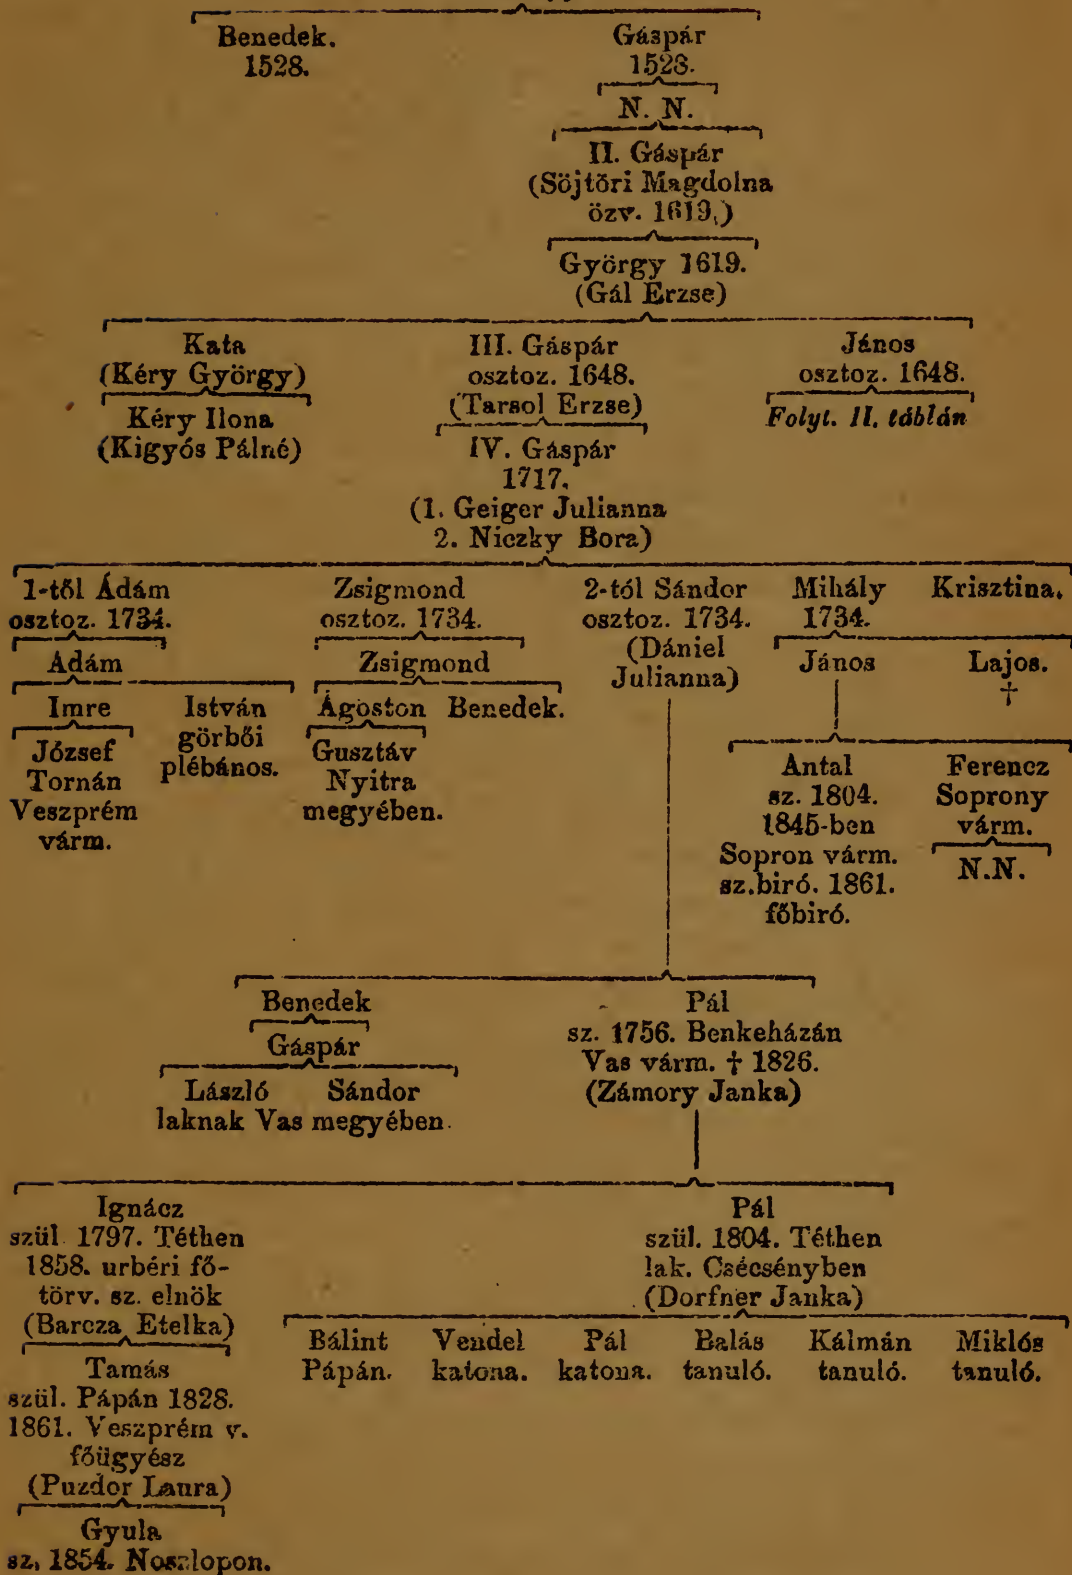 Benedek.
1528.
Gáspár
1528.
N. N.
II. Gáspár
(Söjtöri Magdolna
özv. 1619.)
György 1619.
(Gál Erzse)
Kata
(Kéry György)
Kéry Ilona
(Kigyós Pálné)
III. Gáspár
osztoz. 1648.
(Tarsol Erzse)
IV. Gáspár
1717.
(1. Geiger Julianna
2. Niczky Bora)
János
osztoz. 1648.
Folyt. II. táblán
1-től Ádám
osztoz. 1734.
Ádám
Imre
József
Tornán
Veszprém
várm.
István
görbői
plébános.
Zsigmond
osztoz. 1734.
Zsigmond
Ágoston
Gusztáv
Nyitra
megyében.
Benedek.
2-tól Sándor
osztoz. 1734.
(Dániel
Julianna)
Mihály
1734.
János
Lajos.
†
Krisztina.
Antal
sz. 1804.
1845-ben
Sopron várm.
sz.biró. 1861.
főbiró.
Ferencz
Soprony
várm.
N.N.
Benedek
Gáspár
László Sándor
laknak Vas megyében.
Pál
sz. 1756. Benkeházán
Vas várm. † 1826.
(Zámory Janka)
Ignácz
szül. 1797. Téthen
1858. urbéri fő-
törv. sz. elnök
(Barcza Etelka)
Tamás
szül. Pápán 1828.
1861. Veszprém v.
főügyész
(Puzdor Laura)
Gyula
sz. 1854. Noszlopon.
Pál
szül. 1804. Téthen
lak. Csécsényben
(Dorfner Janka)
Bálint
Pápán.
Vendel
katona.
Pál
katona.
Balás
tanuló.
Kálmán
tanuló.
Miklós
tanuló.